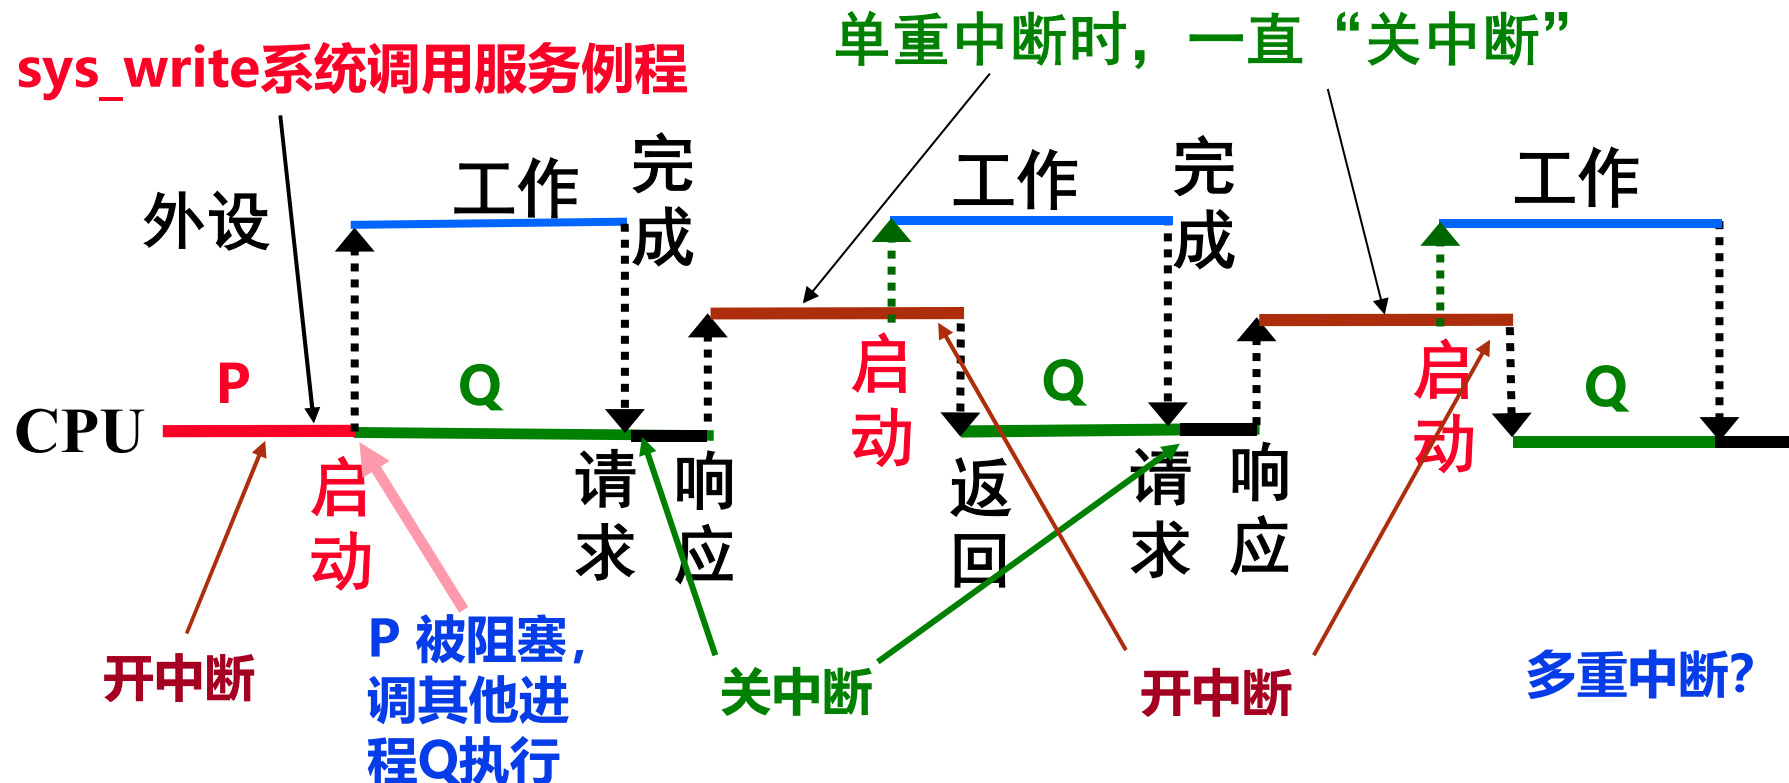 单重中断时，一直“关中断”
sys_write系统调用服务例程
外设
工作
完成
工作
完成
工作
P
Q
启动
Q
启动
Q
CPU
启动
请求
响应
返回
请求
响应
P 被阻塞，
调其他进
程Q执行
开中断
关中断
开中断
多重中断？